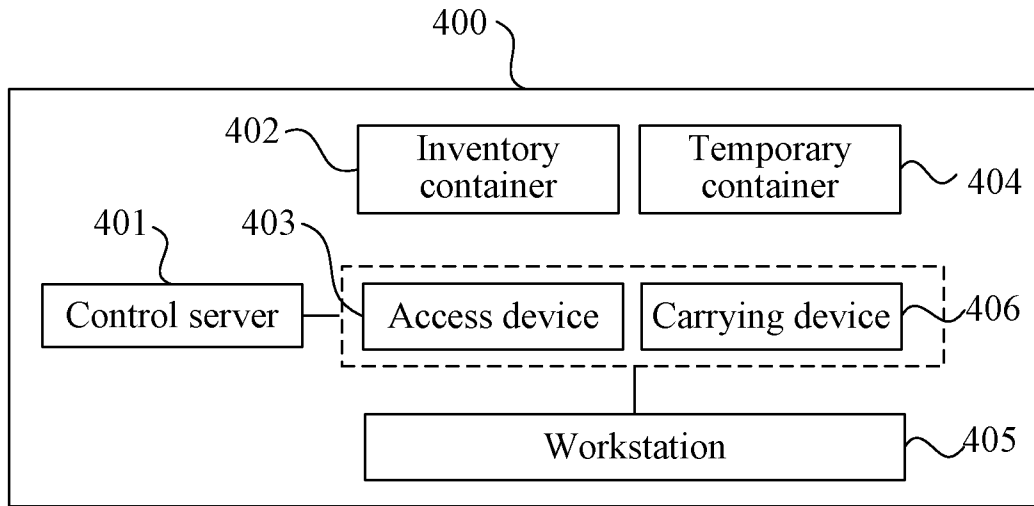 400
402
Inventory
container
Temporary
container
404
401
403
Control server
Access device
Carrying device
406
Workstation
405